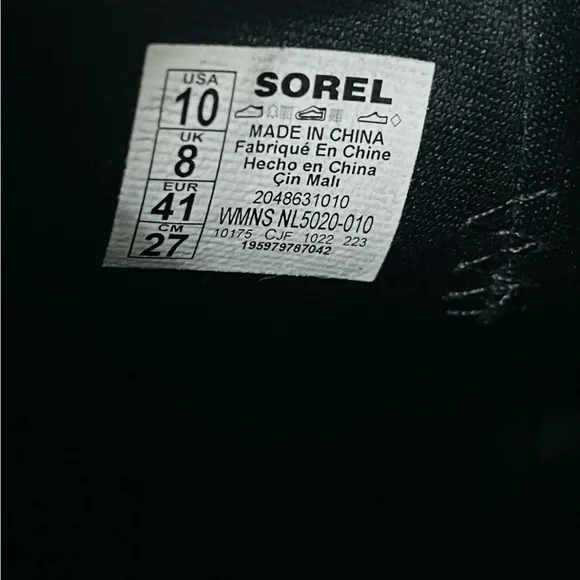 USA
10
UK
8
EUR
41
CM
27
SOREL
MADE IN CHINA
Fabriqué En Chine
Hecho en China
Çin Malı
2048631010
WMNS NL5020-010
10175 CJF 1022 223
195979787042